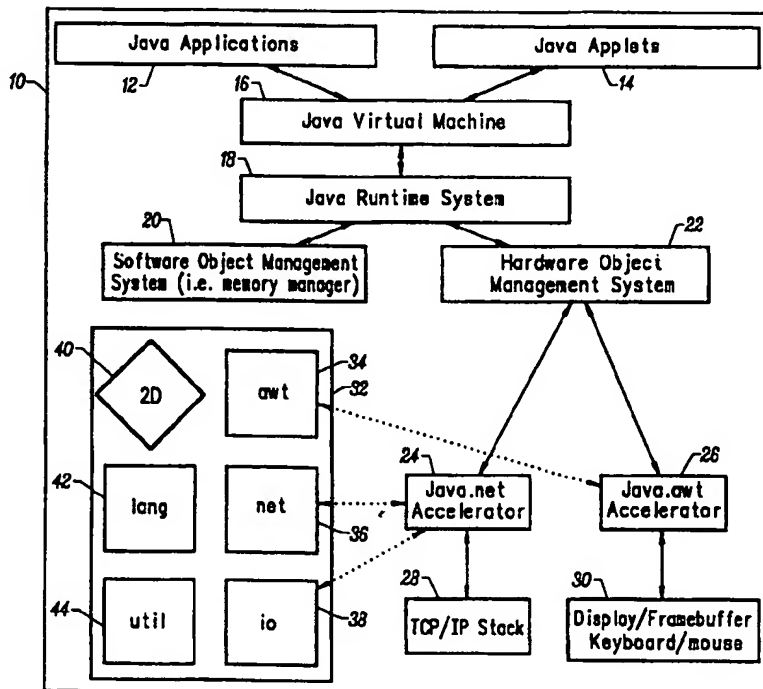 Java Applications
Java Applets
10
12
14
16
Java Virtual Machine
18
Java Runtime System
20
22
Software Object Management
System (i.e. memory manager)
Hardware Object
Management System
40
2D
34
awt
32
24
Java.net
Accelerator
26
Java.awt
Accelerator
42
lang
net
36
28
TCP/IP Stack
30
Display/Framebuffer
Keyboard/mouse
44
util
io
38